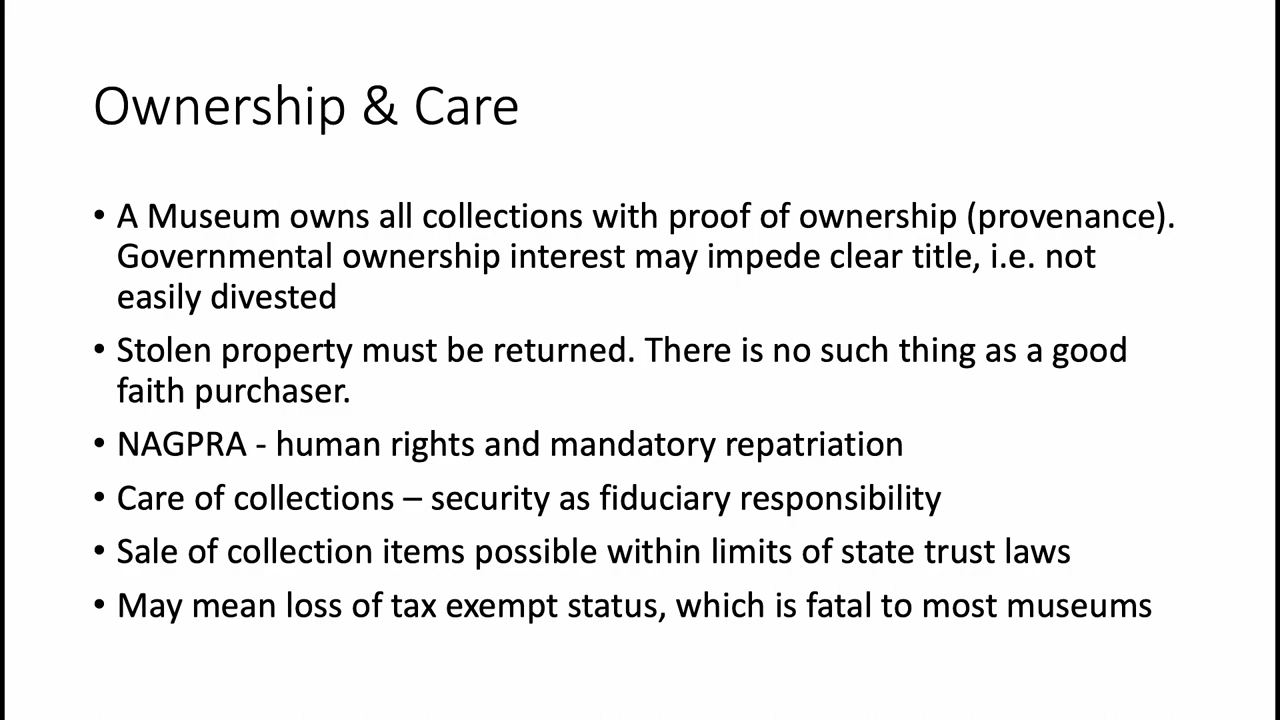 Ownership & Care
• A Museum owns all collections with proof of ownership (provenance).
Governmental ownership interest may impede clear title, i.e. not
easily divested
• Stolen property must be returned. There is no such thing as a good
faith purchaser.
• NAGPRA - human rights and mandatory repatriation
• Care of collections – security as fiduciary responsibility
• Sale of collection items possible within limits of state trust laws
• May mean loss of tax exempt status, which is fatal to most museums